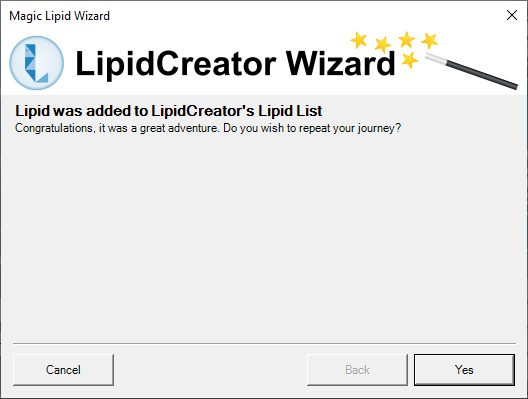 Magic Lipid Wizard
LipidCreator Wizard
Lipid was added to LipidCreator's Lipid List
Congratulations, it was a great adventure. Do you wish to repeat your journey?
Cancel
Back
Yes